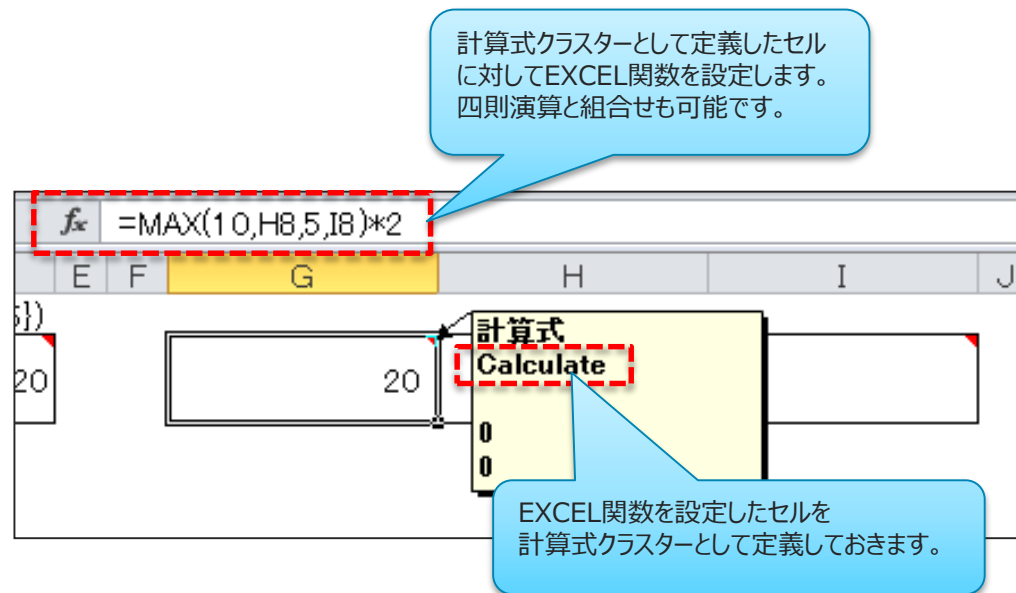 計算式クラスターとして定義したセル
に対してEXCEL関数を設定します。
四則演算と組合せも可能です。
fx =MAX(10,H8,5,I8)*2
E F G H I J
})
20 20
計算式
Calculate
0
0
EXCEL関数を設定したセルを
計算式クラスターとして定義しておきます。